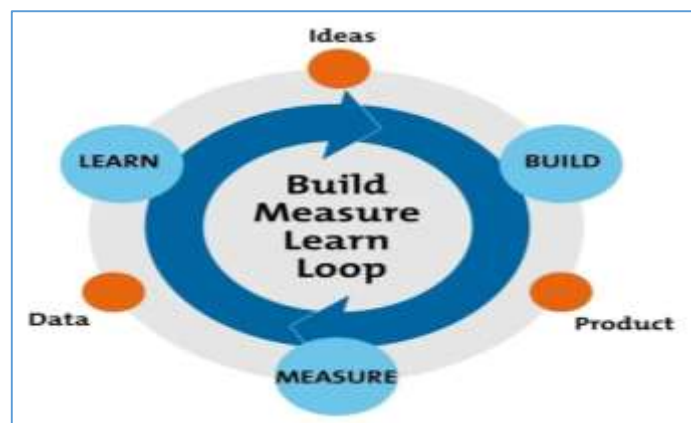 Ideas
LEARN
BUILD
Build
Measure
Learn
Loop
Data
Product
MEASURE